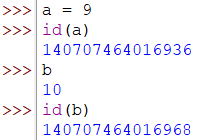 >>> a = 9
>>> id(a)
140707464016936
>>> b
10
>>> id(b)
140707464016968